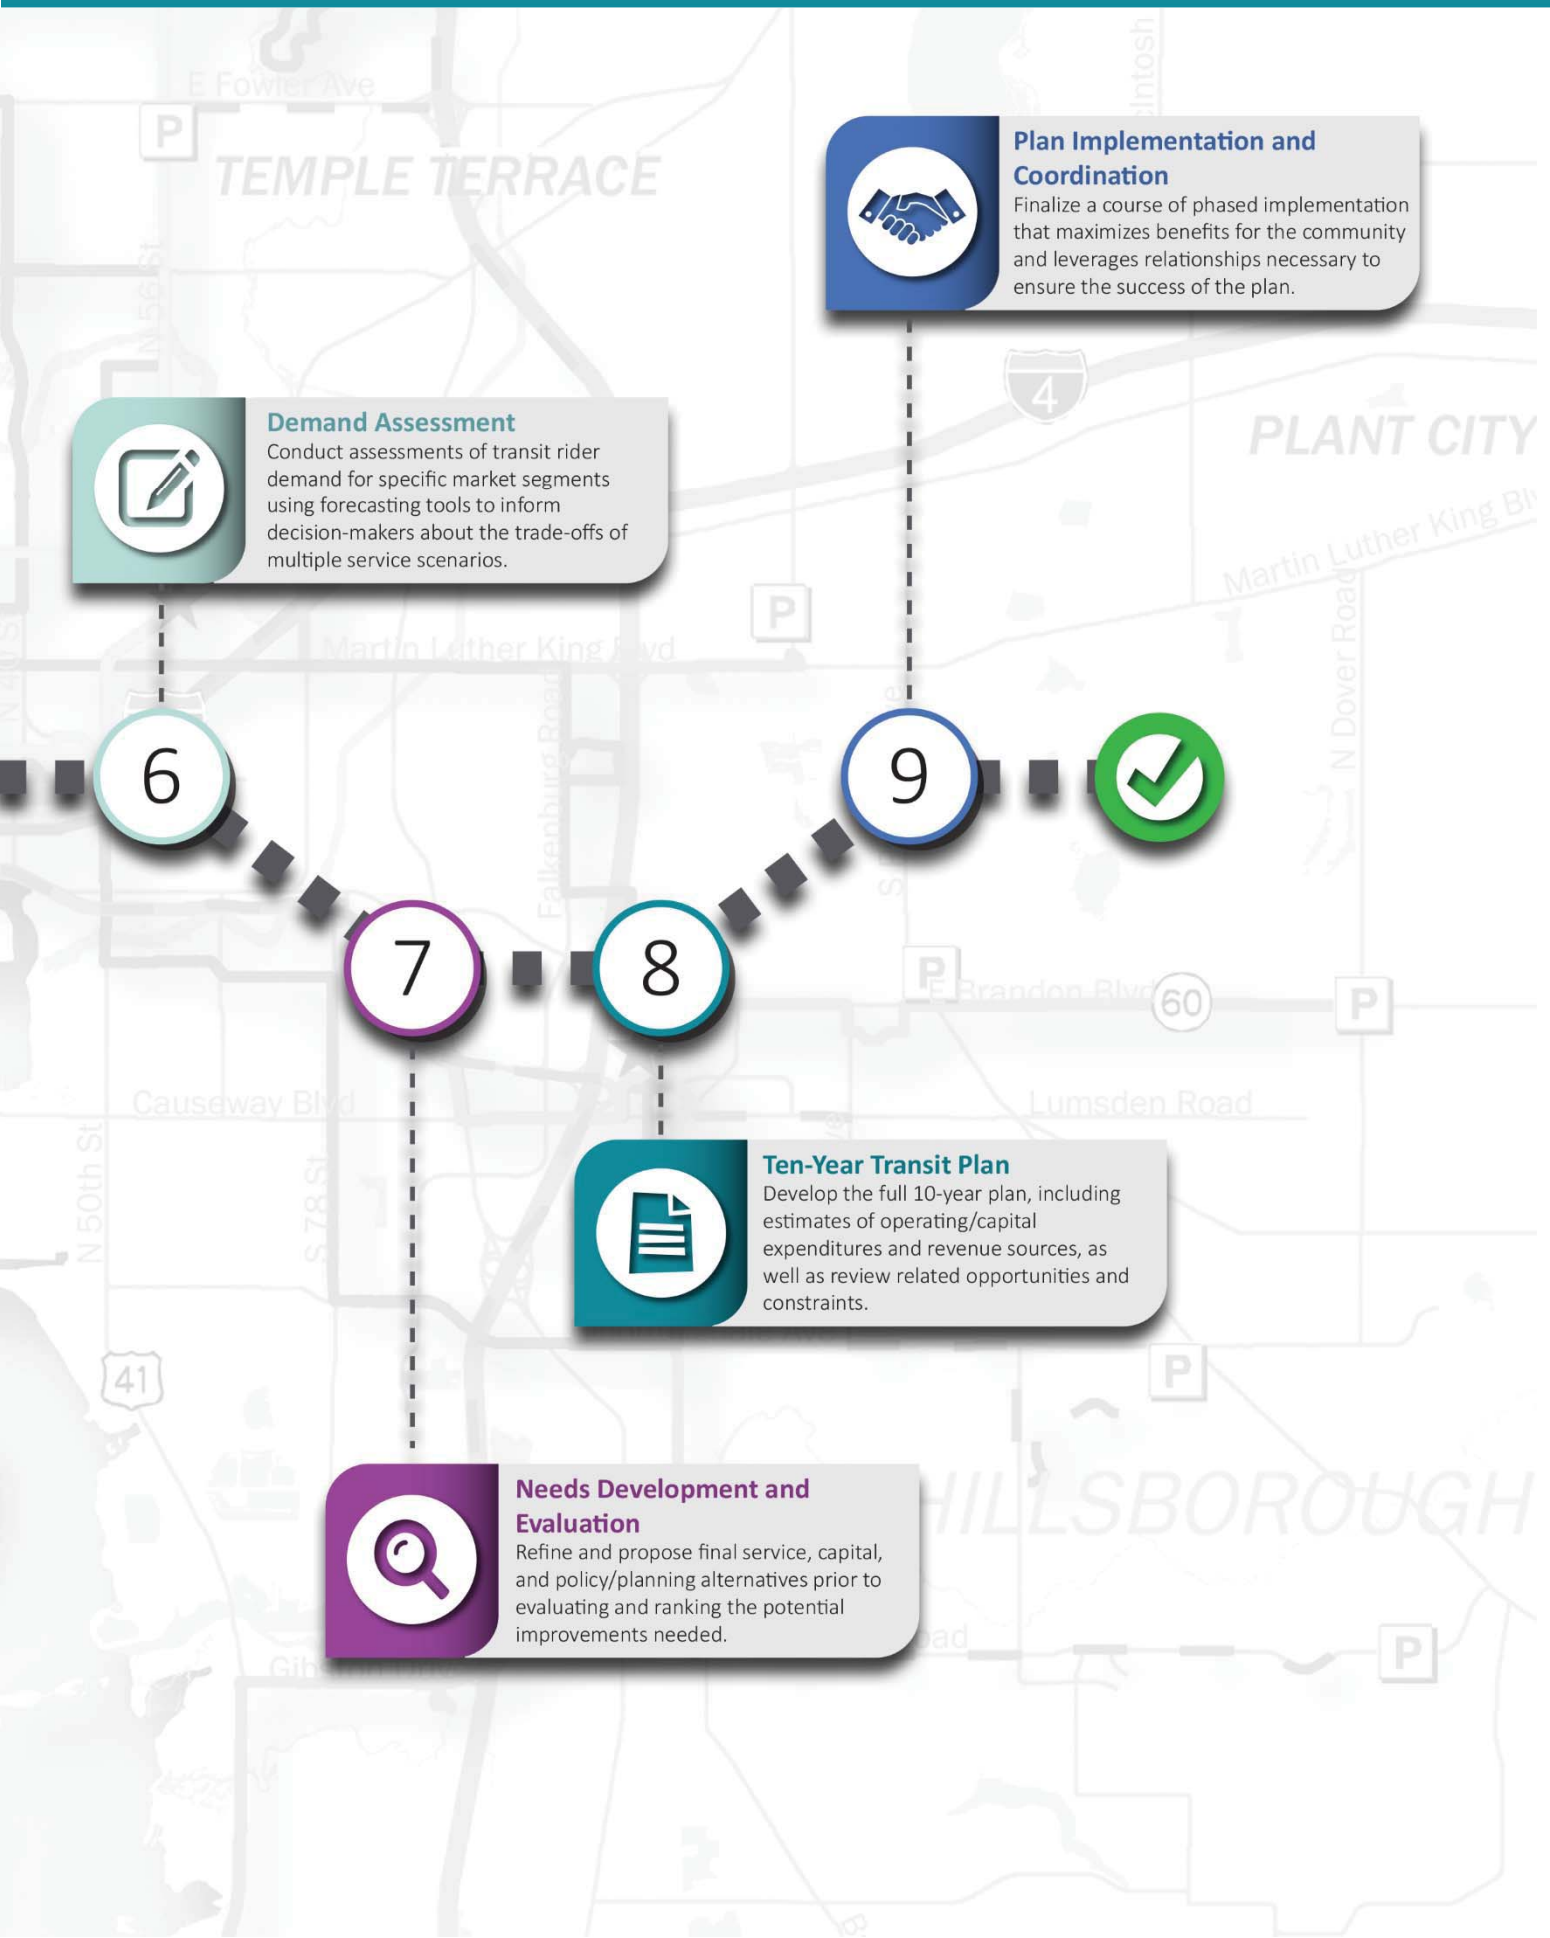 E Fowler Ave
McIntosh
P
TEMPLE TERRACE
N 56 St
Plan Implementation and
Coordination
Finalize a course of phased implementation
that maximizes benefits for the community
and leverages relationships necessary to
ensure the success of the plan.
4
PLANT CITY
Demand Assessment
Conduct assessments of transit rider
demand for specific market segments
using forecasting tools to inform
decision-makers about the trade-offs of
multiple service scenarios.
Martin Luther King
P
Martin Luther King Blvd
N Dover Road
Falkenburg Road
6
9
7
8
P
E Brandon Blvd
60
P
Causeway Blvd
Lumsden Road
N 50th St
S 78 St
Ten-Year Transit Plan
Develop the full 10-year plan, including
estimates of operating/capital
expenditures and revenue sources, as
well as review related opportunities and
constraints.
41
P
Needs Development and
Evaluation
Refine and propose final service, capital,
and policy/planning alternatives prior to
evaluating and ranking the potential
improvements needed.
HILLSBOROUGH
P